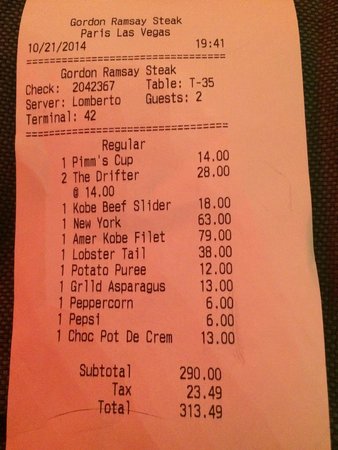 Gordon Ramsay Steak
Paris Las Vegas
10/21/2014 19:41
==============================
Gordon Ramsay Steak
Check: 2042367 Table: T-35
Server: Lomberto Guests: 2
Terminal: 42
==============================
Regular
1 Pimm's Cup 14.00
2 The Drifter 28.00
@ 14.00
1 Kobe Beef Slider 18.00
1 New York 63.00
1 Amer Kobe Filet 79.00
1 Lobster Tail 38.00
1 Potato Puree 12.00
1 Grlld Asparagus 13.00
1 Peppercorn 6.00
1 Pepsi 6.00
1 Choc Pot De Crem 13.00
Subtotal 290.00
Tax 23.49
Total 313.49